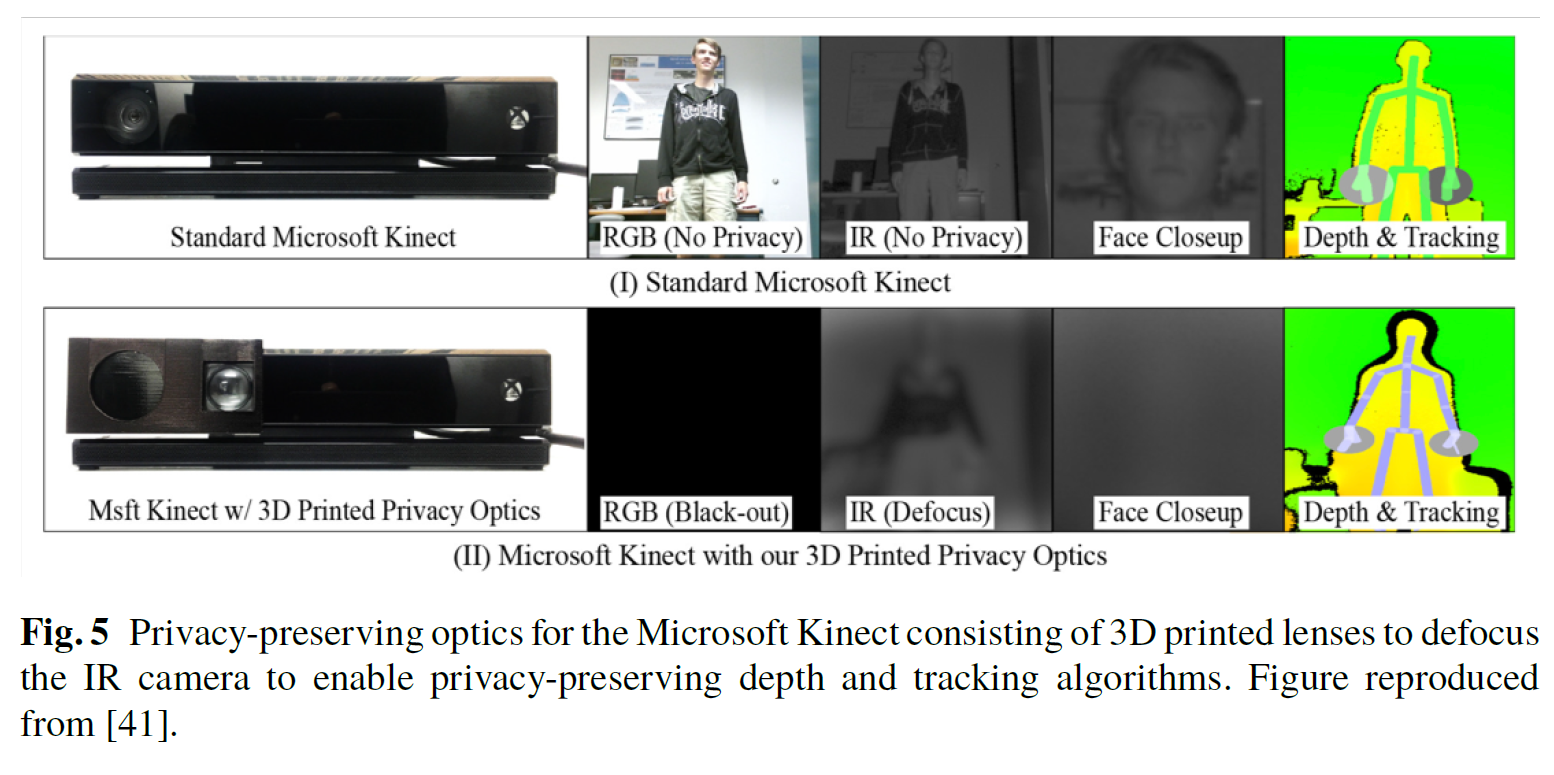 Standard Microsoft Kinect
RGB (No Privacy)
IR (No Privacy)
Face Closeup
Depth & Tracking
(I) Standard Microsoft Kinect
Msft Kinect w/ 3D Printed Privacy Optics
RGB (Black-out)
IR (Defocus)
Face Closeup
Depth & Tracking
(II) Microsoft Kinect with our 3D Printed Privacy Optics
Fig. 5 Privacy-preserving optics for the Microsoft Kinect consisting of 3D printed lenses to defocus
the IR camera to enable privacy-preserving depth and tracking algorithms. Figure reproduced
from [41].